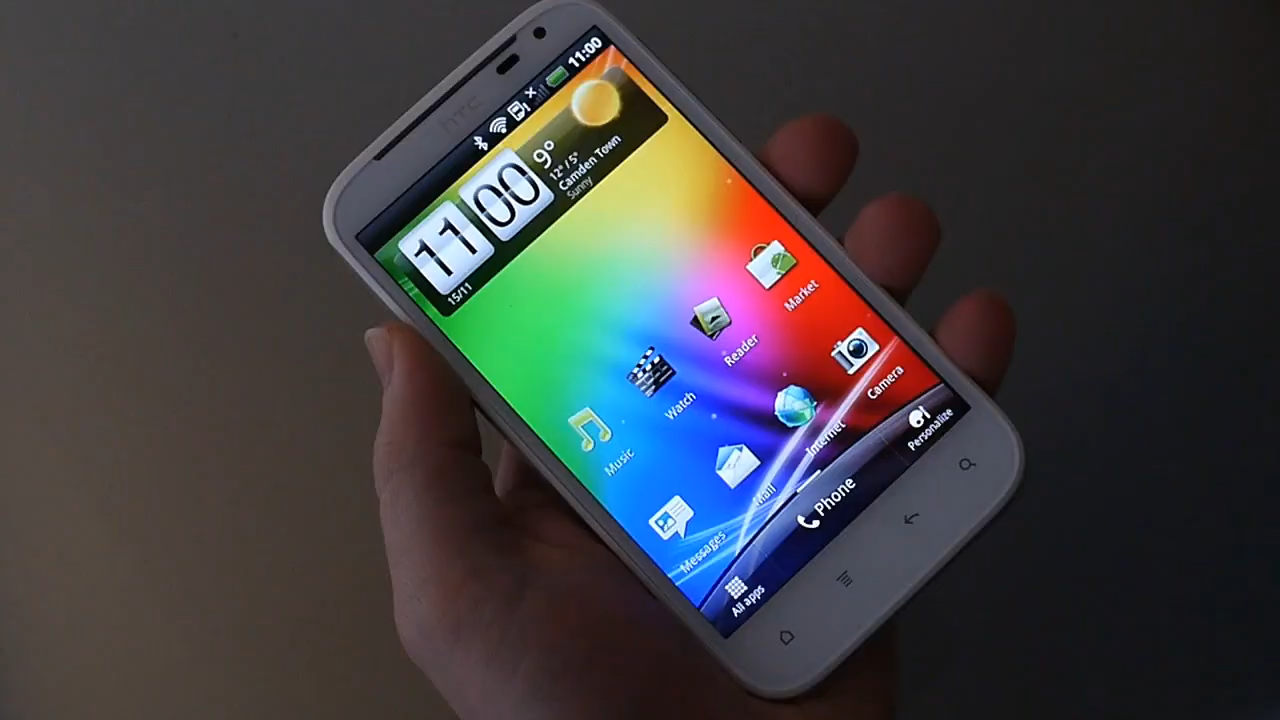 hTC
11:00
11 00
9°
12° / 5°
Camden Town
Sunny
15/11
Music
Watch
Reader
Market
Messages
Mail
Internet
Camera
All apps
Phone
Personalize